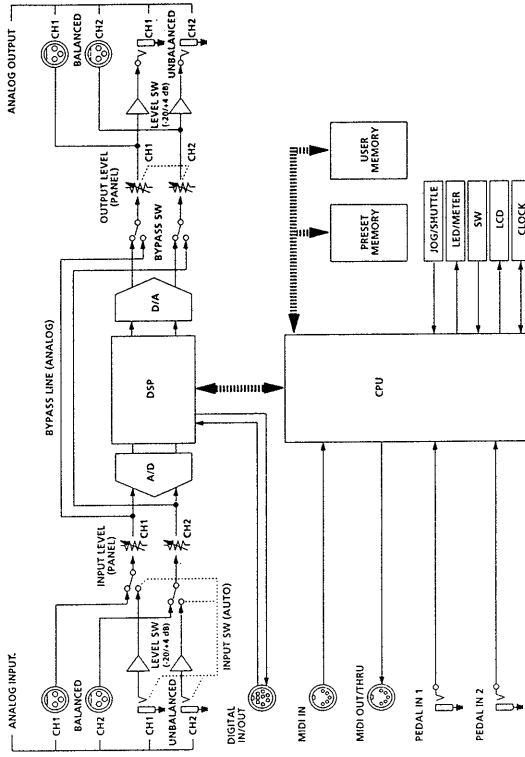 ANALOG INPUT.
CH1
BALANCED
CH2
CH1
UNBALANCED
CH2
LEVEL SW
(-20/+4 dB)
INPUT SW (AUTO)
INPUT LEVEL
(PANEL)
CH1
CH2
BYPASS LINE (ANALOG)
A/D
DSP
D/A
BYPASS SW
OUTPUT LEVEL
(PANEL)
CH1
CH2
LEVEL SW
(-20/+4 dB)
ANALOG OUTPUT
CH1
BALANCED
CH2
CH1
UNBALANCED
CH2
DIGITAL
IN/OUT
MIDI IN
MIDI OUT/THRU
PEDAL IN 1
PEDAL IN 2
CPU
PRESET
MEMORY
USER
MEMORY
JOG/SHUTTLE
LED/METER
SW
LCD
CLOCK